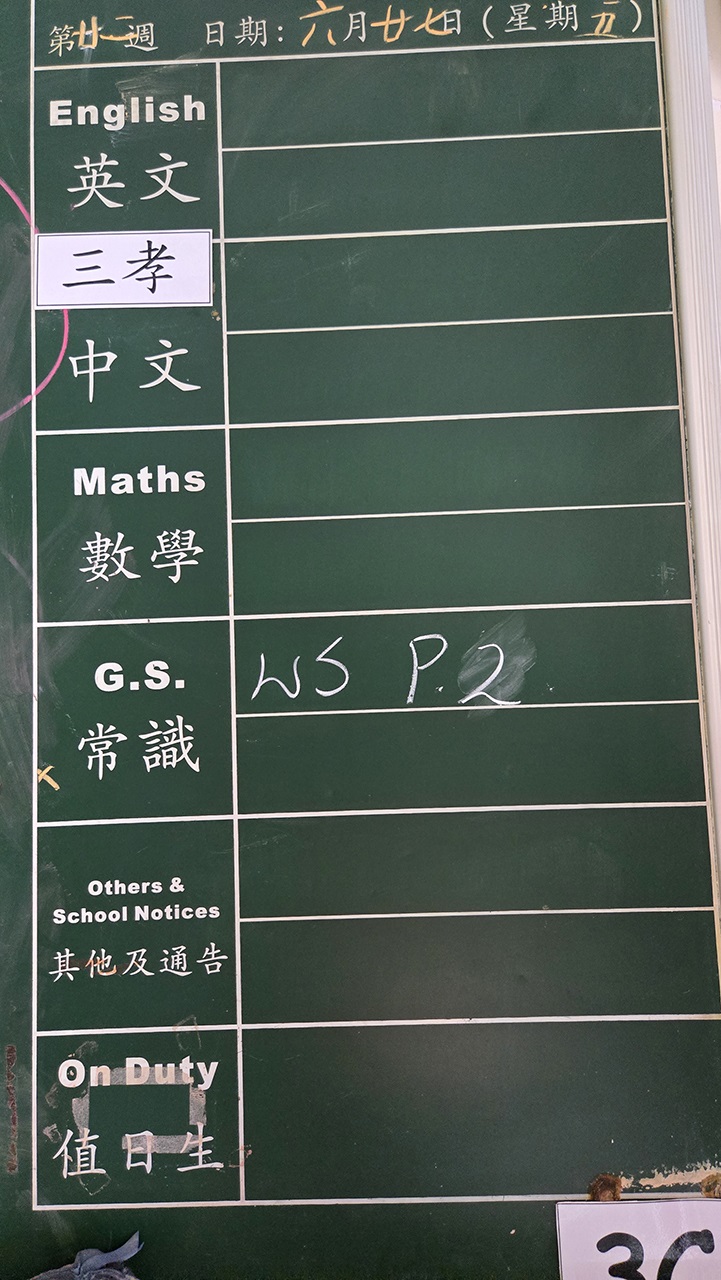 第廿二週 日期:六月廿七日(星期五)
English
英文
三孝
中文
Maths
數學
G.S. WS P.2
常識
Others &
School Notices
其他及通告
On Duty
值日生
3C